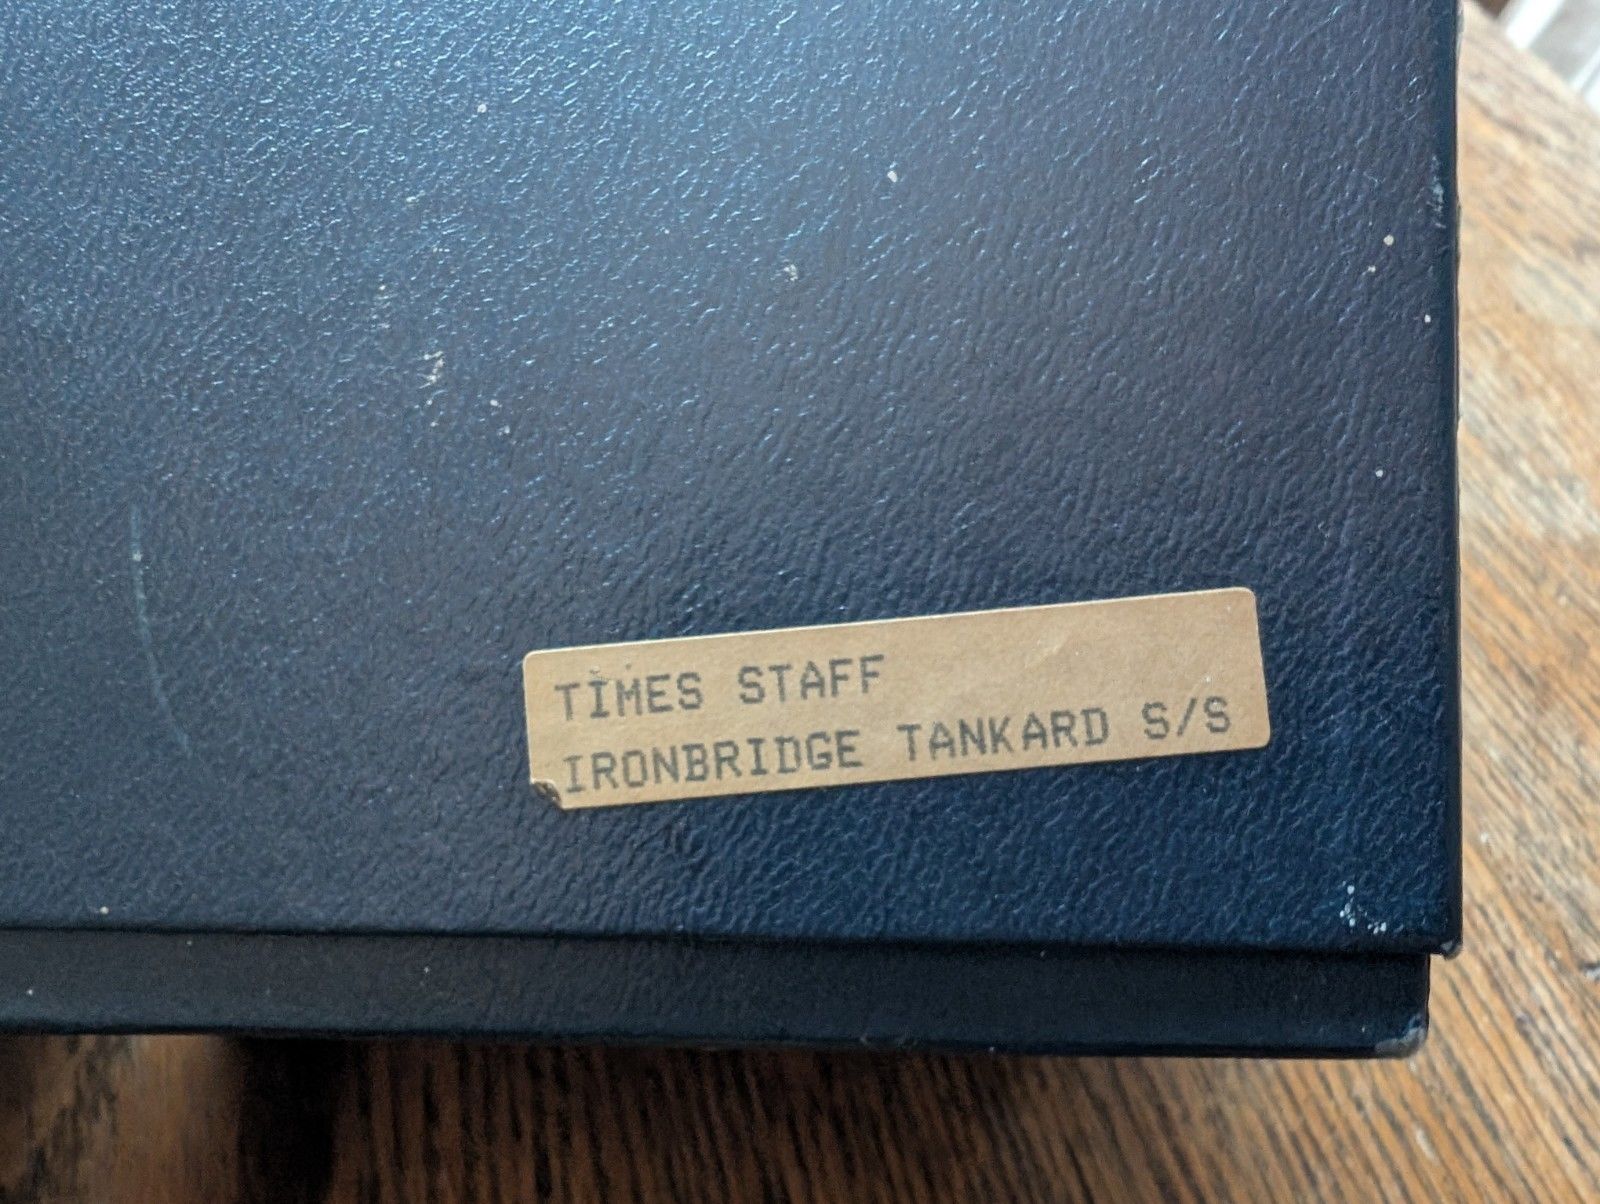 TIMES STAFF
IRONBRIDGE TANKARD S/S